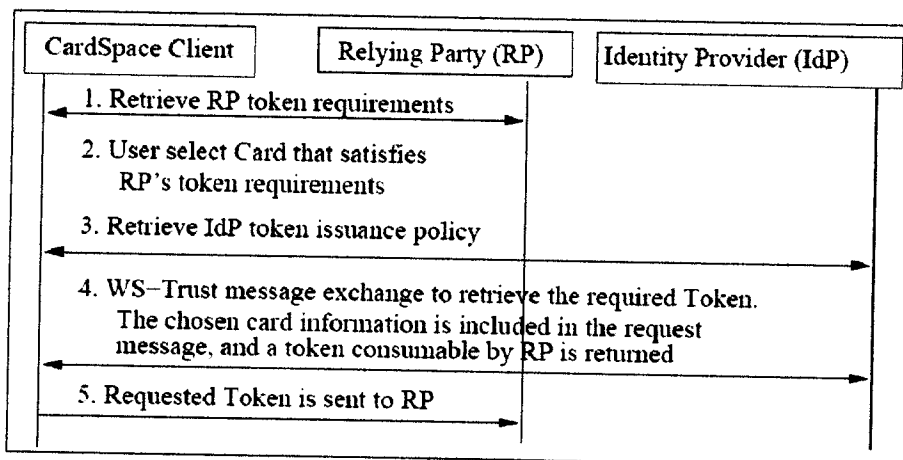 CardSpace Client
Relying Party (RP)
Identity Provider (IdP)
1. Retrieve RP token requirements
2. User select Card that satisfies
RP's token requirements
3. Retrieve IdP token issuance policy
4. WS-Trust message exchange to retrieve the required Token.
The chosen card information is included in the request
message, and a token consumable by RP is returned
5. Requested Token is sent to RP